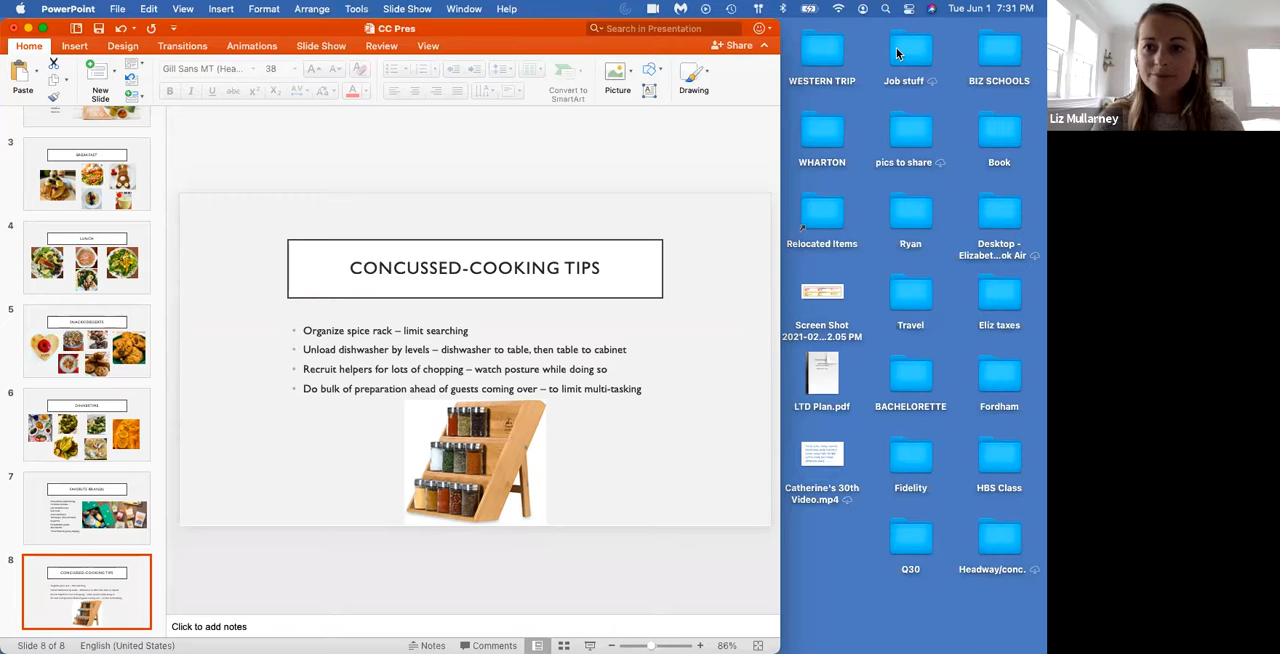 PowerPoint File Edit View Insert Format Arrange Tools Slide Show Window Help
Tue Jun 1 7:31 PM
CC Pres
Search in Presentation
Home Insert Design Transitions Animations Slide Show Review View
Share
Paste
New
Slide
Gill Sans MT (Hea...
38
Convert to
SmartArt
Picture
Drawing
3
BREAKFAST
4
LUNCH
5
SNACKS/DESSERTS
6
DINNERTIME
7
FAVORITE BRANDS
8
CONCUSSED-COOKING TIPS
CONCUSSED-COOKING TIPS
• Organize spice rack – limit searching
• Unload dishwasher by levels – dishwasher to table, then table to cabinet
• Recruit helpers for lots of chopping – watch posture while doing so
• Do bulk of preparation ahead of guests coming over – to limit multi-tasking
Click to add notes
Slide 8 of 8 English (United States)
Notes Comments
86%
WESTERN TRIP
Job stuff
BIZ SCHOOLS
WHARTON
pics to share
Book
Relocated Items
Ryan
Desktop -
Elizabet...ok Air
Screen Shot
2021-02...2.05 PM
Travel
Eliz taxes
LTD Plan.pdf
BACHELORETTE
Fordham
Catherine's 30th
Video.mp4
Fidelity
HBS Class
Q30
Headway/conc.
Liz Mullarney